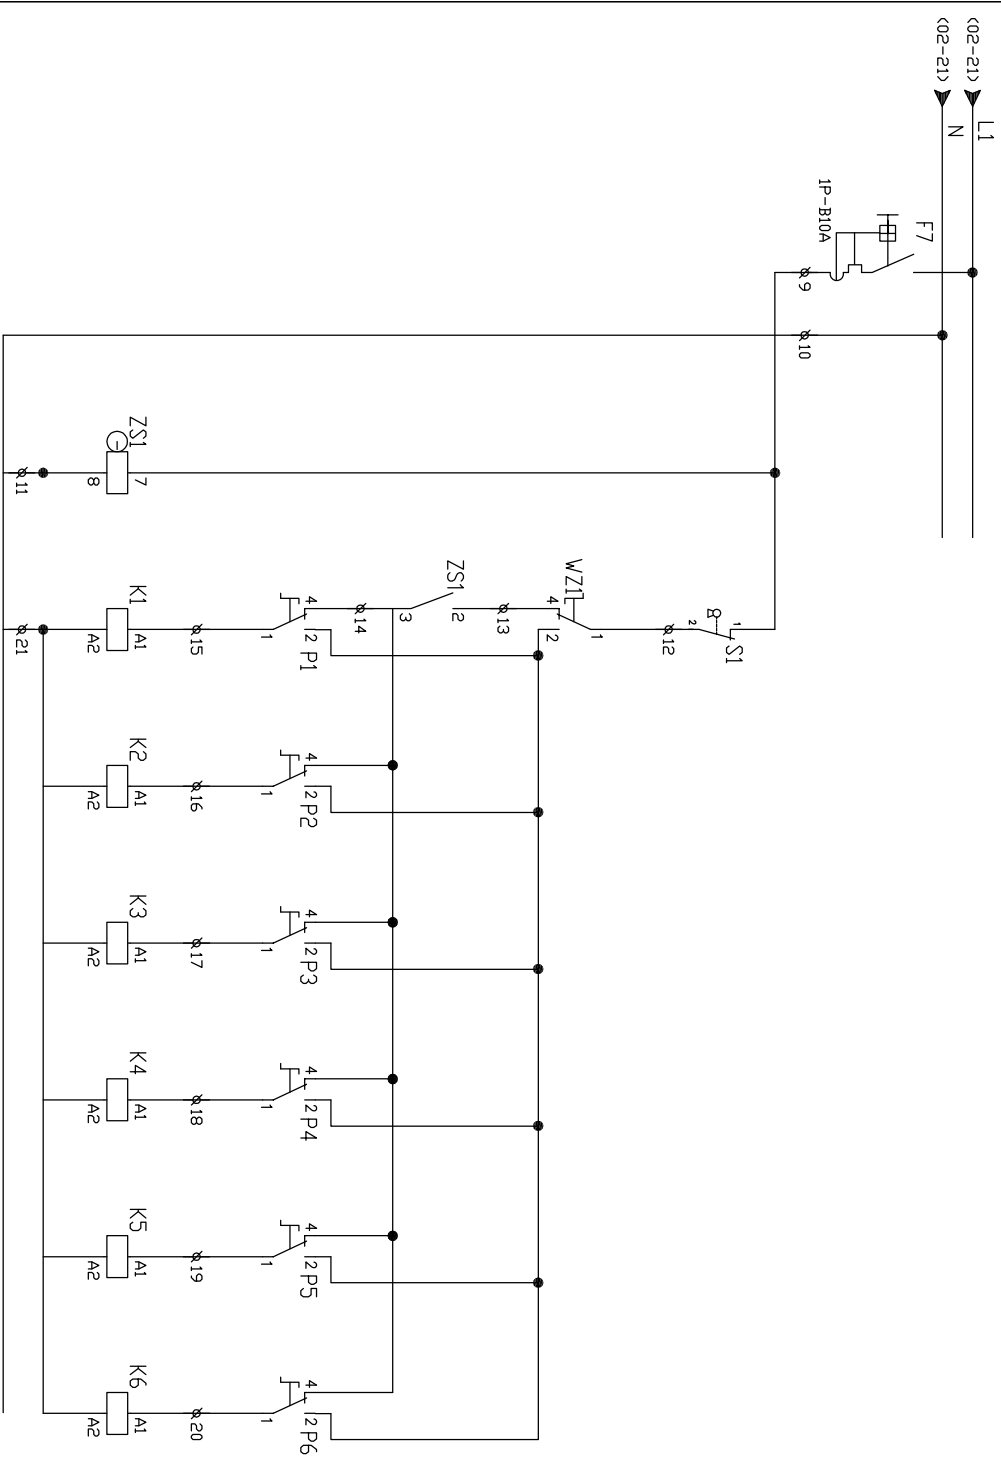 (02-21)
L1
(02-21)
N
F7
1P-B10A
9
10
ZS1
7
8
11
S1
1
2
12
WZ1
1
4
2
13
ZS1
2
3
14
4
2
P1
1
15
K1
A1
A2
21
4
2
P2
1
16
K2
A1
A2
4
2
P3
1
17
K3
A1
A2
4
2
P4
1
18
K4
A1
A2
4
2
P5
1
19
K5
A1
A2
4
2
P6
1
20
K6
A1
A2